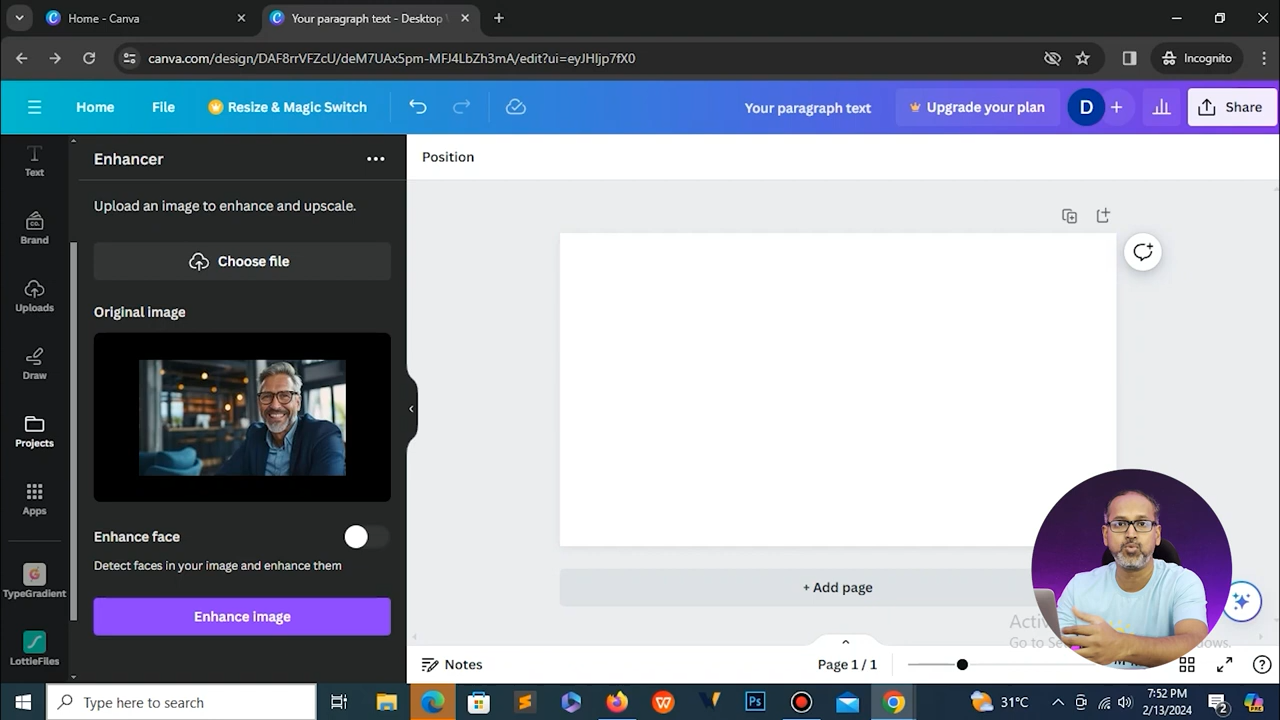 Home - Canva
Your paragraph text - Desktop
canva.com/design/DAF8rrVFZcU/deM7UAx5pm-MFJ4LbZh3mA/edit?ui=eyJHIjp7fX0
Incognito
Home
File
Resize & Magic Switch
Your paragraph text
Upgrade your plan
D
Share
Text
Brand
Uploads
Draw
Projects
Apps
TypeGradient
LottieFiles
Enhancer
Upload an image to enhance and upscale.
Choose file
Original image
Enhance face
Detect faces in your image and enhance them
Enhance image
Position
+ Add page
Go to
Notes
Page 1 / 1
Type here to search
31°C
7:52 PM
2/13/2024
2